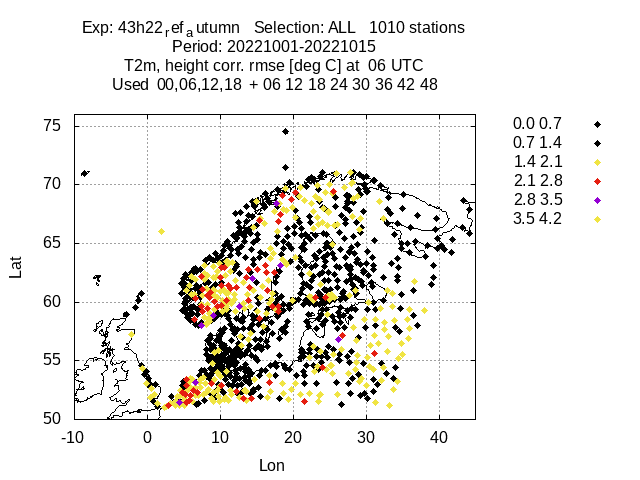 Exp: 43h22ref autumn Selection: ALL 1010 stations
Period: 20221001-20221015
T2m, height corr. rmse [deg C] at 06 UTC
Used 00,06,12,18 + 06 12 18 24 30 36 42 48
0.0 0.7
0.7 1.4
1.4 2.1
2.1 2.8
2.8 3.5
3.5 4.2
75
70
65
60
55
50
Lat
-10 0 10 20 30 40
Lon